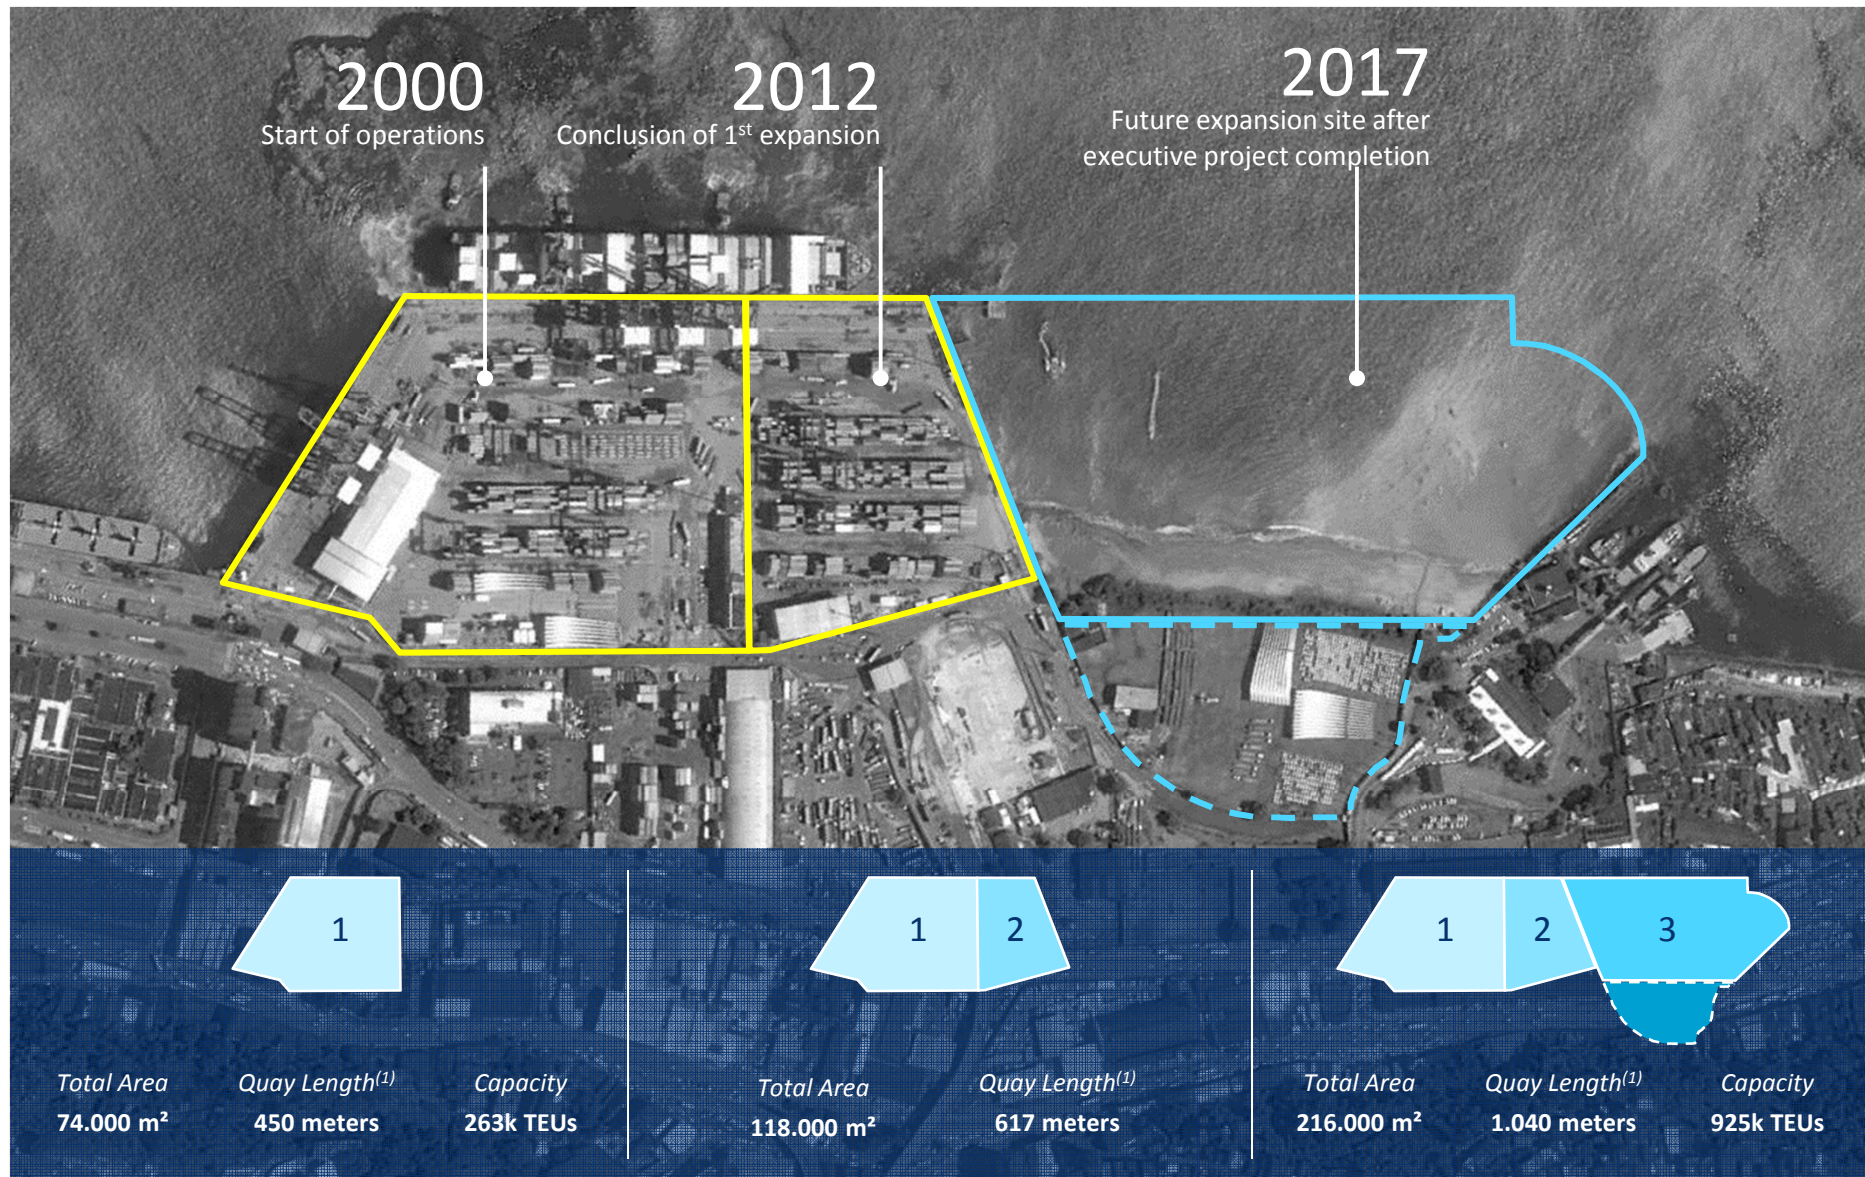 2000
Start of operations
2012
Conclusion of 1st expansion
2017
Future expansion site after
executive project completion
1
Total Area
74.000 m²
Quay Length(1)
450 meters
Capacity
263k TEUs
1
2
Total Area
118.000 m²
Quay Length(1)
617 meters
1
2
3
Total Area
216.000 m²
Quay Length(1)
1.040 meters
Capacity
925k TEUs